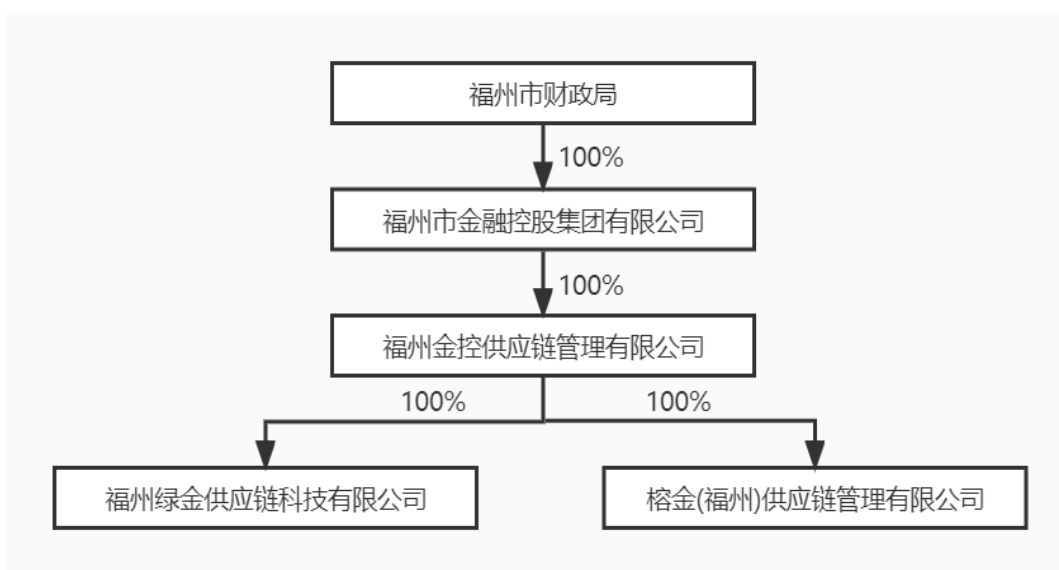 福州市财政局
100%
福州市金融控股集团有限公司
100%
福州金控供应链管理有限公司
100%
100%
福州绿金供应链科技有限公司
榕金(福州)供应链管理有限公司